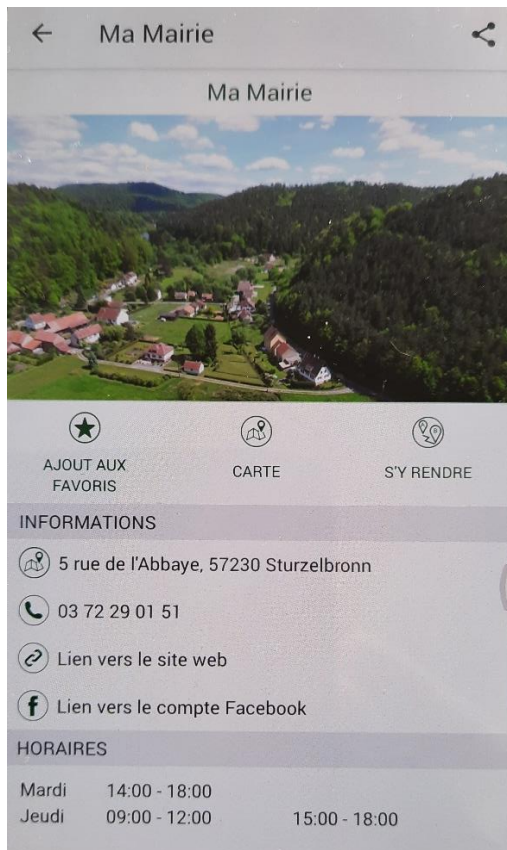 Ma Mairie
Ma Mairie
AJOUT AUX FAVORIS
CARTE
S'Y RENDRE
INFORMATIONS
5 rue de l'Abbaye, 57230 Sturzelbronn
03 72 29 01 51
Lien vers le site web
Lien vers le compte Facebook
HORAIRES
Mardi 14:00 - 18:00
Jeudi 09:00 - 12:00 15:00 - 18:00